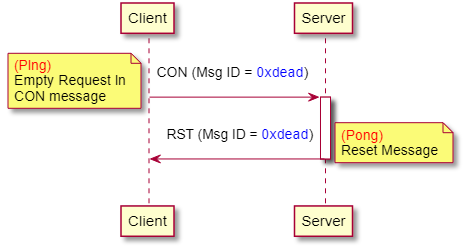 Client
Server
(PIng)
Empty Request In
CON message
CON (Msg ID = 0xdead)
RST (Msg ID = 0xdead)
(Pong)
Reset Message
Client
Server